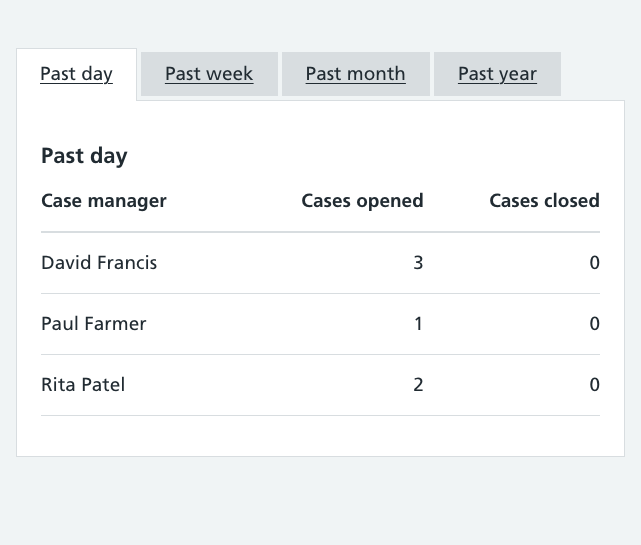 Past day Past week Past month Past year
Past day
Case manager Cases opened Cases closed
David Francis 3 0
Paul Farmer 1 0
Rita Patel 2 0